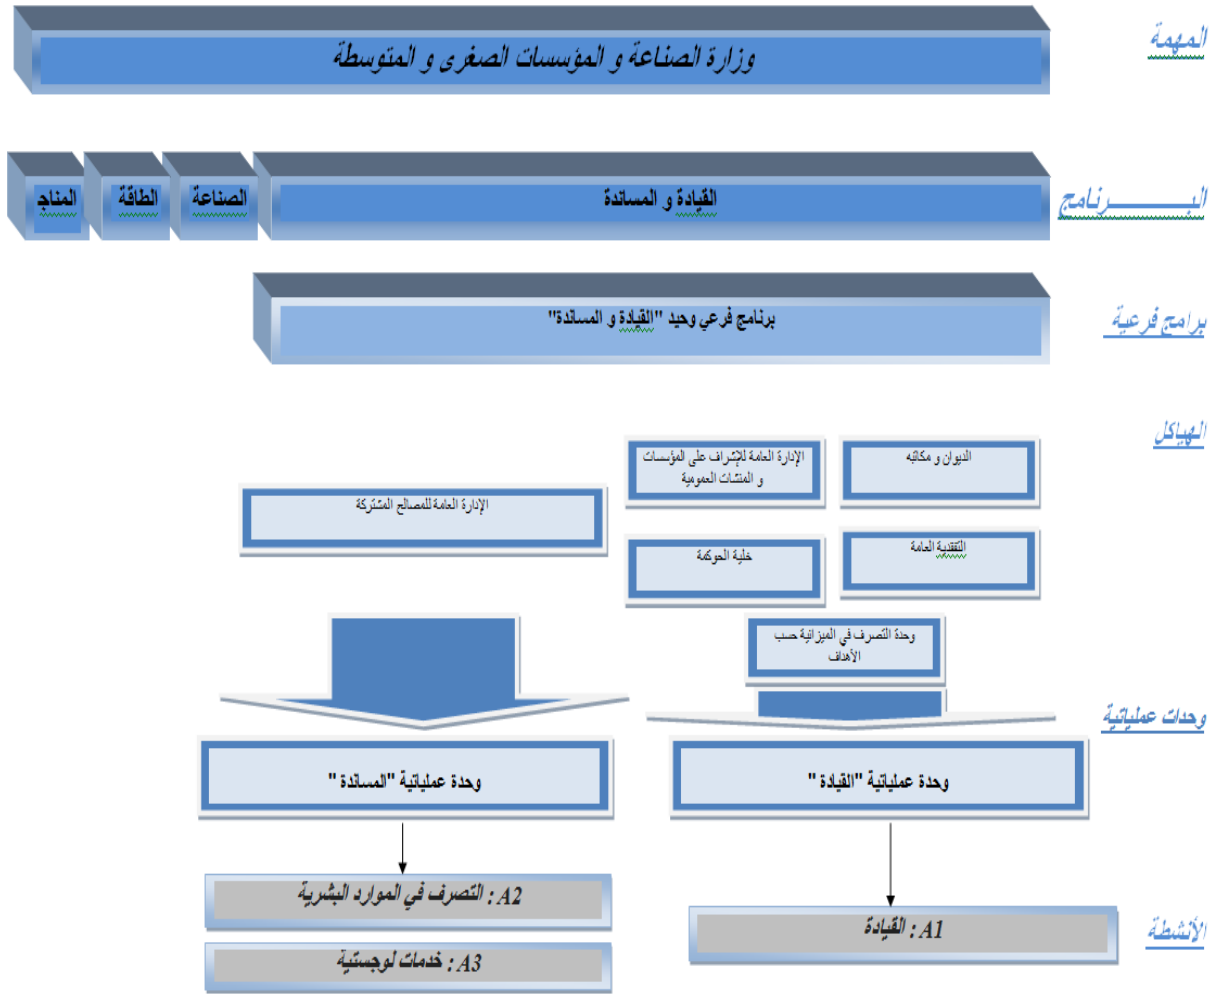 المهمة
وزارة الصناعة و المؤسسات الصغرى و المتوسطة
البـــــــرنامج
القيادة و المساندة
الصناعة
الطاقة
المناج
برامج فرعية
برنامج فرعي وحيد "القيادة و المساندة"
الهياكل
الديوان و مكاتبه
الإدارة العامة للإشراف على المؤسسات
و المنشات العمومية
الإدارة العامة للمصالح المشتركة
التفقدية العامة
خلية الحوكمة
وحدة التصرف في الميزانية حسب
الأهداف
وحدات عملياتية
وحدة عملياتية "القيادة "
وحدة عملياتية "المساندة "
الأنشطة
A1 : القيادة
A2 : التصرف في الموارد البشرية
A3 : خدمات لوجستية